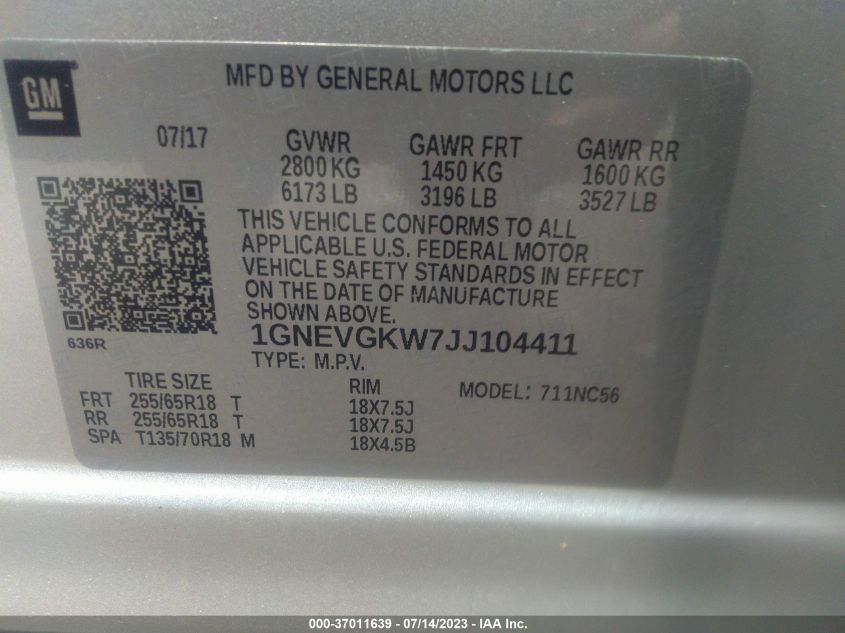 GM
MFD BY GENERAL MOTORS LLC
07/17 GVWR GAWR FRT GAWR RR
2800 KG 1450 KG 1600 KG
6173 LB 3196 LB 3527 LB
THIS VEHICLE CONFORMS TO ALL
APPLICABLE U.S. FEDERAL MOTOR
VEHICLE SAFETY STANDARDS IN EFFECT
ON THE DATE OF MANUFACTURE
SHOWN ABOVE.
636R
1GNEVGKW7JJ104411
TYPE: M.P.V.
TIRE SIZE RIM MODEL: 711NC56
FRT 255/65R18 T 18X7.5J
RR 255/65R18 T 18X7.5J
SPA T135/70R18 M 18X4.5B
000-37011639 - 07/14/2023 - IAA Inc.